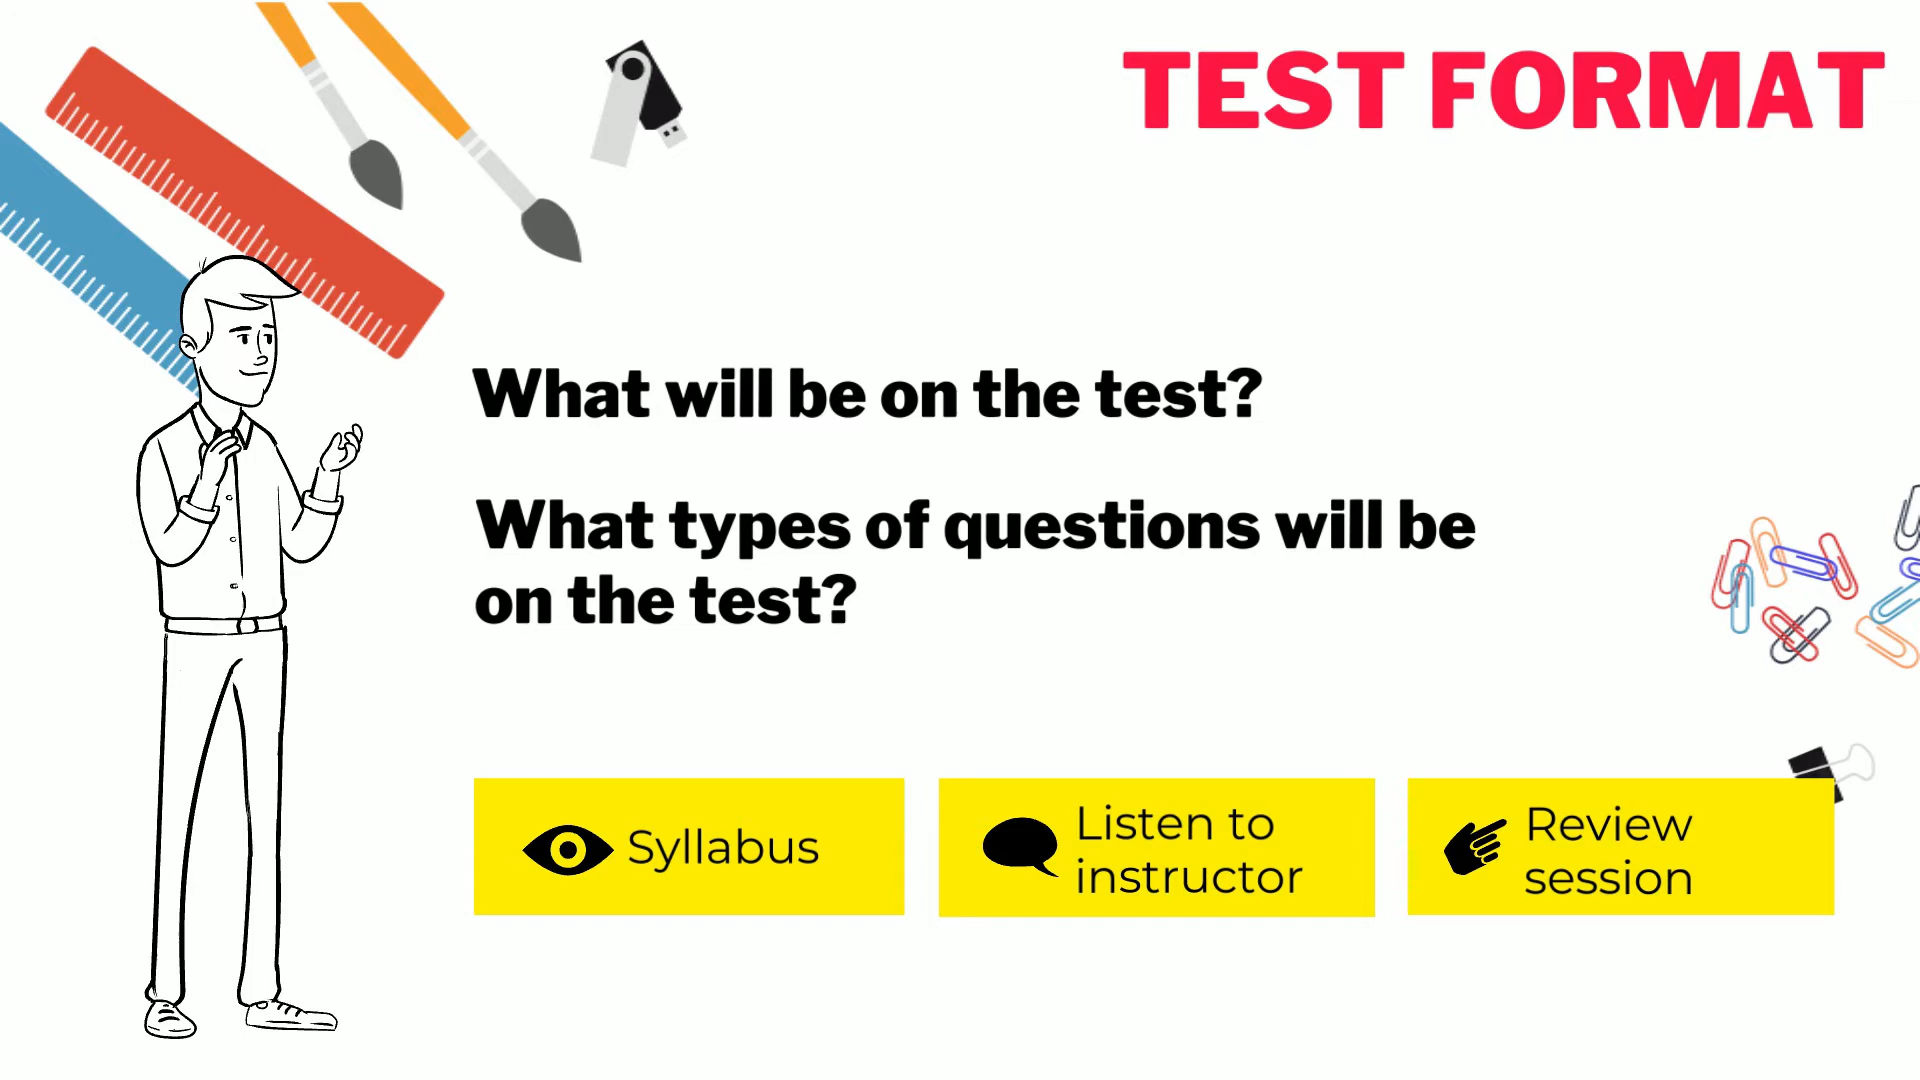 TEST FORMAT
What will be on the test?
What types of questions will be
on the test?
Syllabus
Listen to
instructor
Review
session